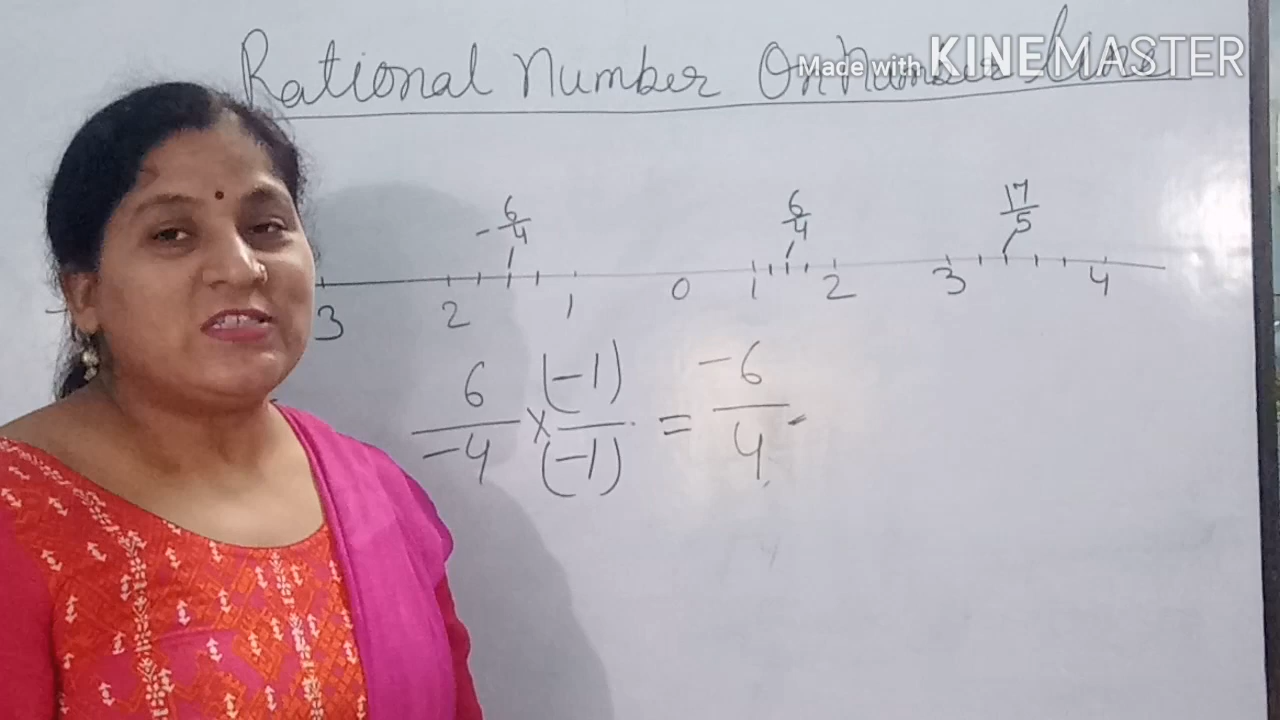 Rational Number On Number line
Made with KINEMASTER
-6/4 6/4 17/5
3 2 1 0 1 2 3 4
6/-4 × (-1)/(-1) = -6/4